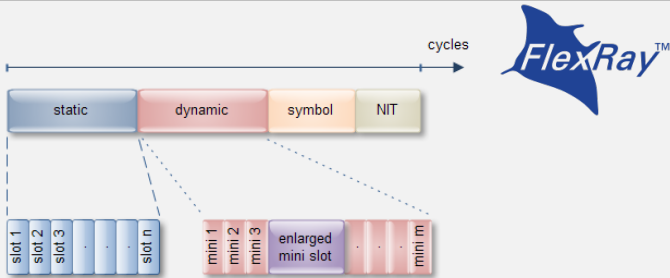 cycles
FlexRay™
static
dynamic
symbol
NIT
slot 1
slot 2
slot 3
.
.
.
slot n
mini 1
mini 2
mini 3
enlarged
mini slot
.
.
.
mini m